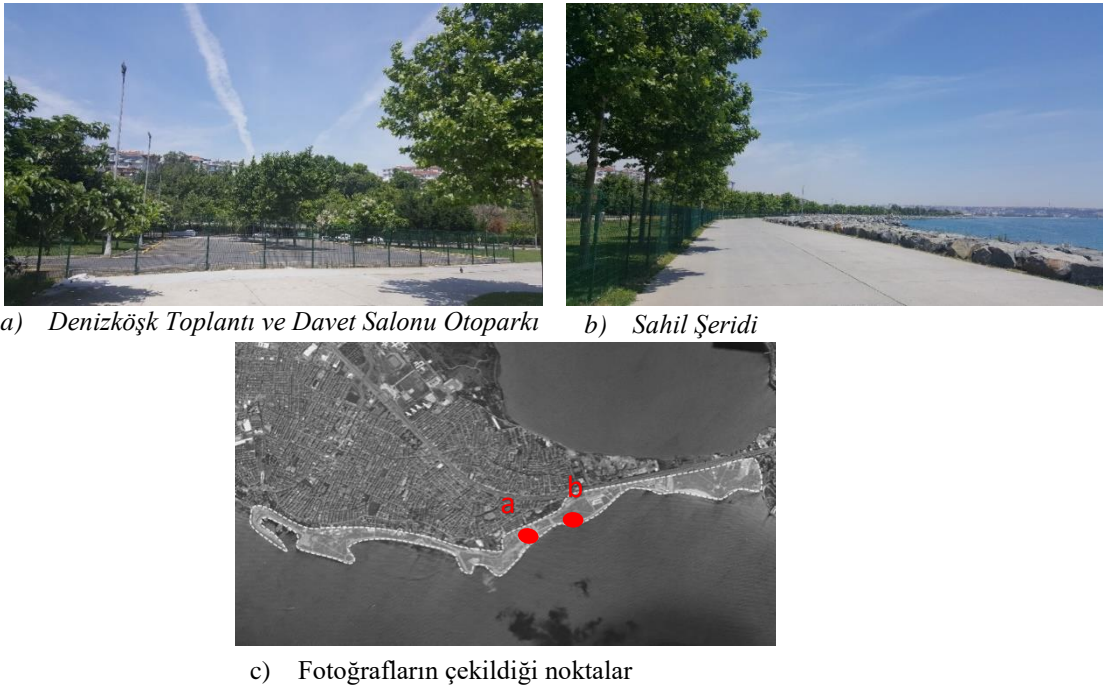 a) Denizköşk Toplantı ve Davet Salonu Otoparkı
b) Sahil Şeridi
a
b
c) Fotoğrafların çekildiği noktalar